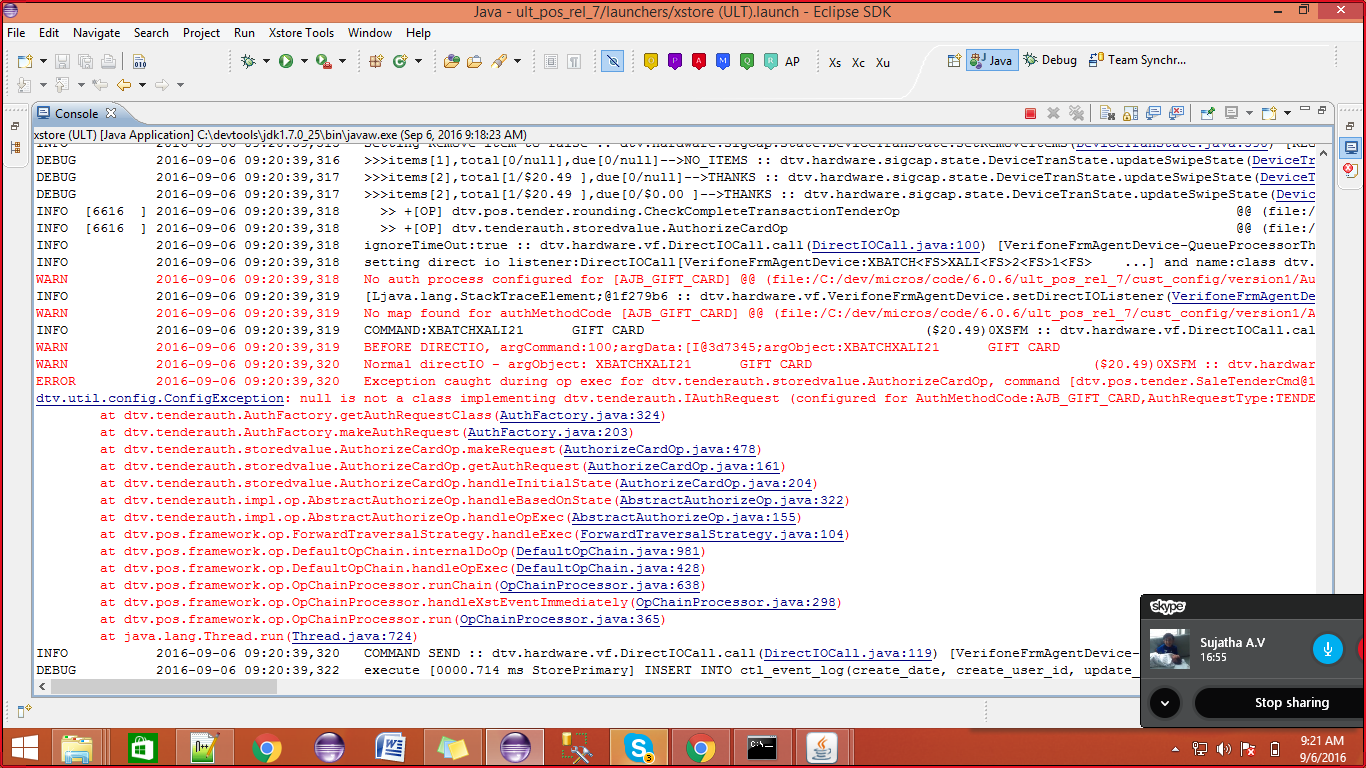 Java - ult_pos_rel_7/launchers/xstore (ULT).launch - Eclipse SDK
File Edit Navigate Search Project Run Xstore Tools Window Help
O P A M Q R AP Xs Xc Xu Java Debug Team Synchr...
Console
xstore (ULT) [Java Application] C:\devtools\jdk1.7.0_25\bin\javaw.exe (Sep 6, 2016 9:18:23 AM)
DEBUG 2016-09-06 09:20:39,316 >>>items[1],total[0/null],due[0/null]-->NO_ITEMS :: dtv.hardware.sigcap.state.DeviceTranState.updateSwipeState(DeviceTr
DEBUG 2016-09-06 09:20:39,317 >>>items[2],total[1/$20.49 ],due[0/null]-->THANKS :: dtv.hardware.sigcap.state.DeviceTranState.updateSwipeState(DeviceT
DEBUG 2016-09-06 09:20:39,317 >>>items[2],total[1/$20.49 ],due[0/$0.00 ]-->THANKS :: dtv.hardware.sigcap.state.DeviceTranState.updateSwipeState(Devic
INFO [6616 ] 2016-09-06 09:20:39,318 >> +[OP] dtv.pos.tender.rounding.CheckCompleteTransactionTenderOp @@ (file:/
INFO [6616 ] 2016-09-06 09:20:39,318 >> +[OP] dtv.tenderauth.storedvalue.AuthorizeCardOp @@ (file:/
INFO 2016-09-06 09:20:39,318 ignoreTimeOut:true :: dtv.hardware.vf.DirectIOCall.call(DirectIOCall.java:100) [VerifoneFrmAgentDevice-QueueProcessorTh
INFO 2016-09-06 09:20:39,318 setting direct io listener:DirectIOCall[VerifoneFrmAgentDevice:XBATCH<FS>XALI<FS>2<FS>1<FS> ...] and name:class dtv.
WARN 2016-09-06 09:20:39,318 No auth process configured for [AJB_GIFT_CARD] @@ (file:/C:/dev/micros/code/6.0.6/ult_pos_rel_7/cust_config/version1/Au
INFO 2016-09-06 09:20:39,319 [Ljava.lang.StackTraceElement;@1f279b6 :: dtv.hardware.vf.VerifoneFrmAgentDevice.setDirectIOListener(VerifoneFrmAgentDe
WARN 2016-09-06 09:20:39,319 No map found for authMethodCode [AJB_GIFT_CARD] @@ (file:/C:/dev/micros/code/6.0.6/ult_pos_rel_7/cust_config/version1/A
INFO 2016-09-06 09:20:39,319 COMMAND:XBATCHXALI21 GIFT CARD ($20.49)0XSFM :: dtv.hardware.vf.DirectIOCall.cal
WARN 2016-09-06 09:20:39,319 BEFORE DIRECTIO, argCommand:100;argData:[I@3d7345;argObject:XBATCHXALI21 GIFT CARD
WARN 2016-09-06 09:20:39,320 Normal directIO - argObject: XBATCHXALI21 GIFT CARD ($20.49)0XSFM :: dtv.hardwar
ERROR 2016-09-06 09:20:39,320 Exception caught during op exec for dtv.tenderauth.storedvalue.AuthorizeCardOp, command [dtv.pos.tender.SaleTenderCmd@1
dtv.util.config.ConfigException: null is not a class implementing dtv.tenderauth.IAuthRequest (configured for AuthMethodCode:AJB_GIFT_CARD,AuthRequestType:TENDE
at dtv.tenderauth.AuthFactory.getAuthRequestClass(AuthFactory.java:324)
at dtv.tenderauth.AuthFactory.makeAuthRequest(AuthFactory.java:203)
at dtv.tenderauth.storedvalue.AuthorizeCardOp.makeRequest(AuthorizeCardOp.java:478)
at dtv.tenderauth.storedvalue.AuthorizeCardOp.getAuthRequest(AuthorizeCardOp.java:161)
at dtv.tenderauth.storedvalue.AuthorizeCardOp.handleInitialState(AuthorizeCardOp.java:204)
at dtv.tenderauth.impl.op.AbstractAuthorizeOp.handleBasedOnState(AbstractAuthorizeOp.java:322)
at dtv.tenderauth.impl.op.AbstractAuthorizeOp.handleOpExec(AbstractAuthorizeOp.java:155)
at dtv.pos.framework.op.ForwardTraversalStrategy.handleExec(ForwardTraversalStrategy.java:104)
at dtv.pos.framework.op.DefaultOpChain.internalDoOp(DefaultOpChain.java:981)
at dtv.pos.framework.op.DefaultOpChain.handleOpExec(DefaultOpChain.java:428)
at dtv.pos.framework.op.OpChainProcessor.runChain(OpChainProcessor.java:638)
at dtv.pos.framework.op.OpChainProcessor.handleXstEventImmediately(OpChainProcessor.java:298)
at dtv.pos.framework.op.OpChainProcessor.run(OpChainProcessor.java:365)
at java.lang.Thread.run(Thread.java:724)
INFO 2016-09-06 09:20:39,320 COMMAND SEND :: dtv.hardware.vf.DirectIOCall.call(DirectIOCall.java:119) [VerifoneFrmAgentDevice-
DEBUG 2016-09-06 09:20:39,322 execute [0000.714 ms StorePrimary] INSERT INTO ctl_event_log(create_date, create_user_id, update_
skype
Sujatha A.V
16:55
Stop sharing
9:21 AM
9/6/2016